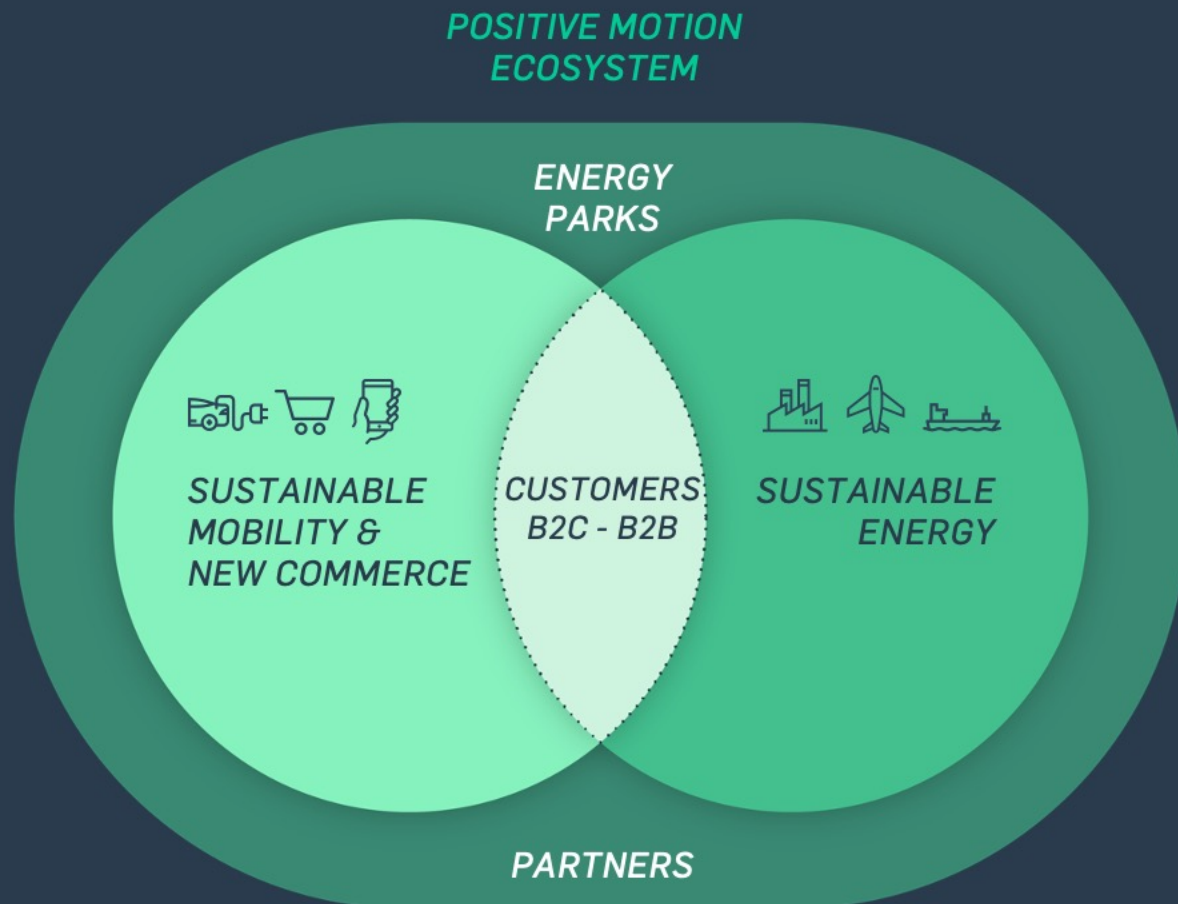 POSITIVE MOTION
ECOSYSTEM
ENERGY
PARKS
SUSTAINABLE
MOBILITY &
NEW COMMERCE
CUSTOMERS
B2C - B2B
SUSTAINABLE
ENERGY
PARTNERS